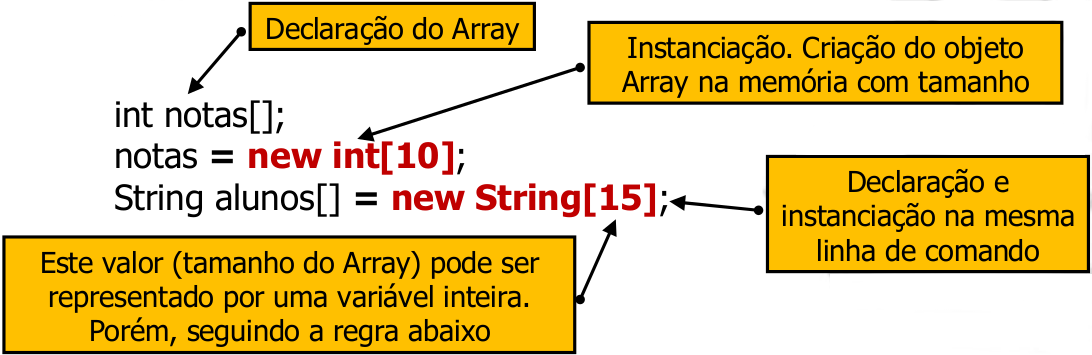 Declaração do Array
Instanciação. Criação do objeto
Array na memória com tamanho
int notas[];
notas = new int[10];
String alunos[] = new String[15];
Declaração e
instanciação na mesma
linha de comando
Este valor (tamanho do Array) pode ser
representado por uma variável inteira.
Porém, seguindo a regra abaixo